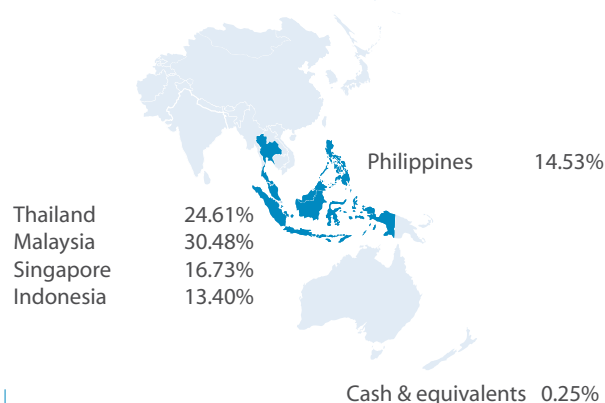 Philippines 14.53%
Thailand 24.61%
Malaysia 30.48%
Singapore 16.73%
Indonesia 13.40%
Cash & equivalents 0.25%